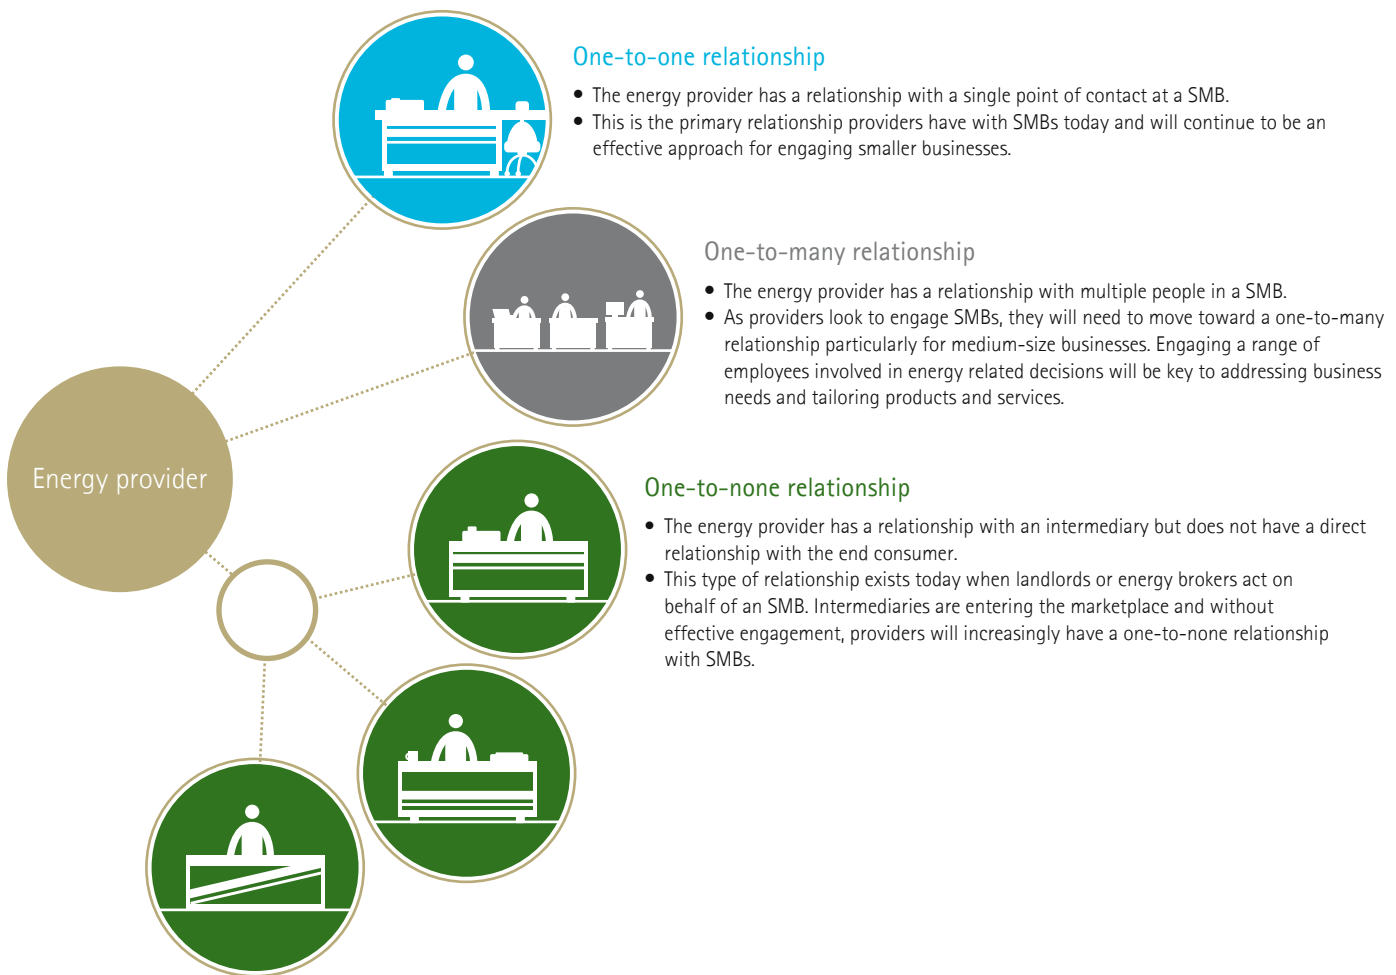 One-to-one relationship
• The energy provider has a relationship with a single point of contact at a SMB.
• This is the primary relationship providers have with SMBs today and will continue to be an
effective approach for engaging smaller businesses.
One-to-many relationship
• The energy provider has a relationship with multiple people in a SMB.
• As providers look to engage SMBs, they will need to move toward a one-to-many
relationship particularly for medium-size businesses. Engaging a range of
employees involved in energy related decisions will be key to addressing business
needs and tailoring products and services.
Energy provider
One-to-none relationship
• The energy provider has a relationship with an intermediary but does not have a direct
relationship with the end consumer.
• This type of relationship exists today when landlords or energy brokers act on
behalf of an SMB. Intermediaries are entering the marketplace and without
effective engagement, providers will increasingly have a one-to-none relationship
with SMBs.